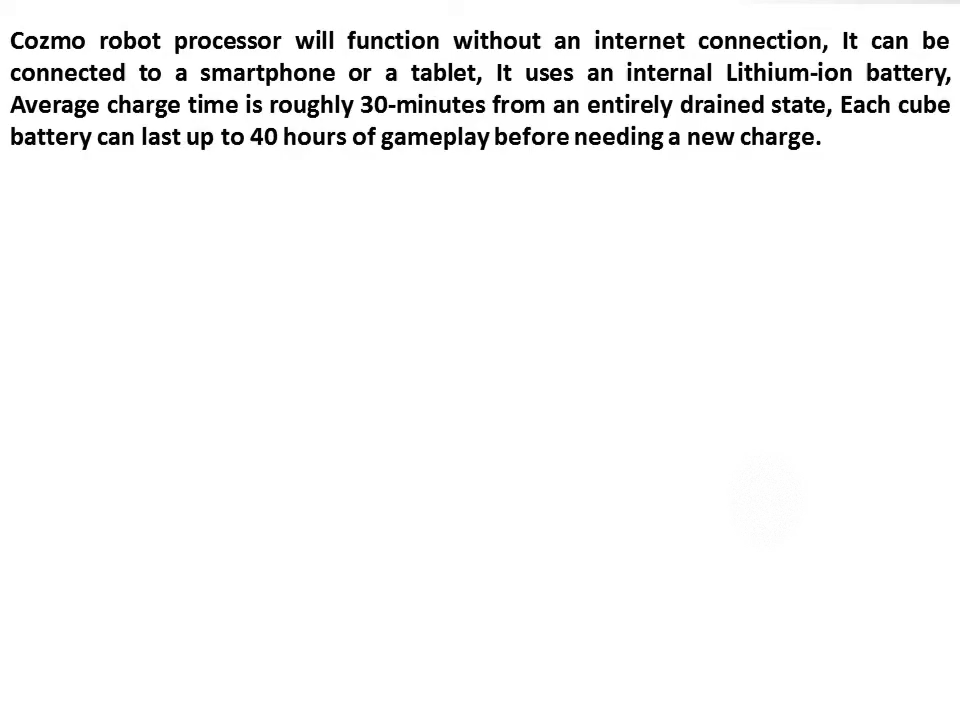 Cozmo robot processor will function without an internet connection, It can be
connected to a smartphone or a tablet, It uses an internal Lithium-ion battery,
Average charge time is roughly 30-minutes from an entirely drained state, Each cube
battery can last up to 40 hours of gameplay before needing a new charge.